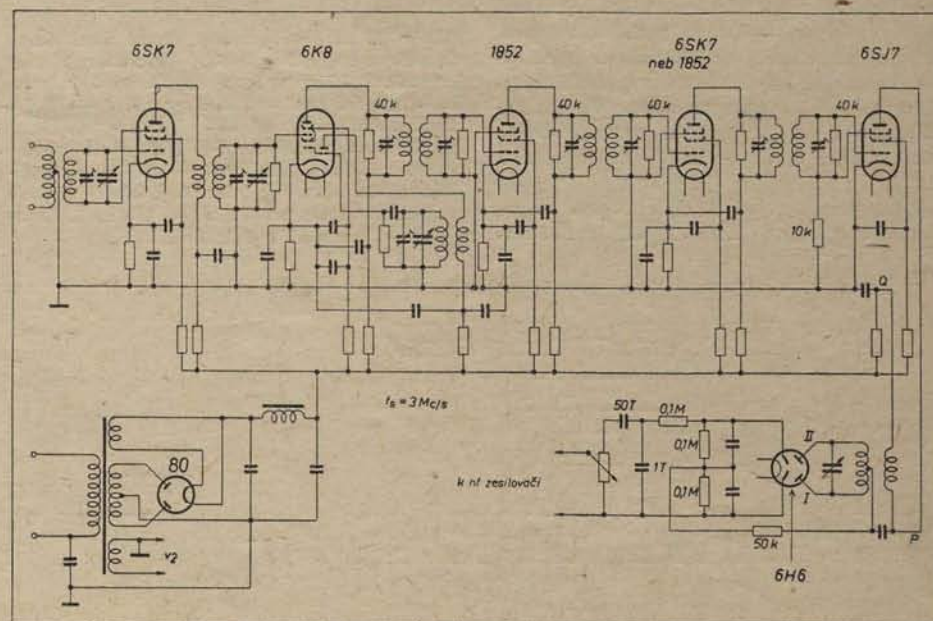 6SK7
6K8
1852
6SK7
neb 1852
6SJ7
40k
40k
40k
40k
10k
Q
fs = 3 Mc/s
50T
0,1M
0,1M
0,1M
1T
II
I
80
k nf zesilovači
v2
50k
P
6H6